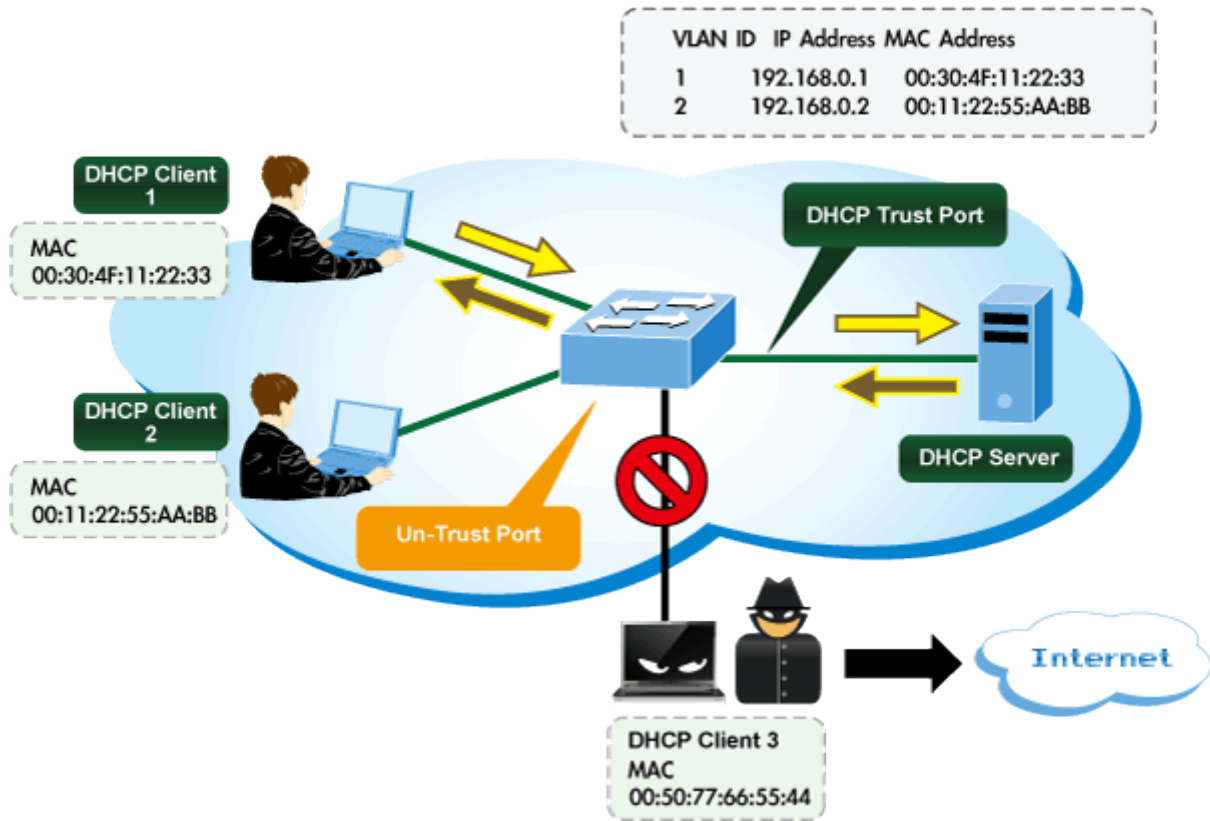 VLAN ID IP Address MAC Address
1 192.168.0.1 00:30:4F:11:22:33
2 192.168.0.2 00:11:22:55:AA:BB
DHCP Client
1
MAC
00:30:4F:11:22:33
DHCP Trust Port
DHCP Client
2
MAC
00:11:22:55:AA:BB
DHCP Server
Un-Trust Port
Internet
DHCP Client 3
MAC
00:50:77:66:55:44